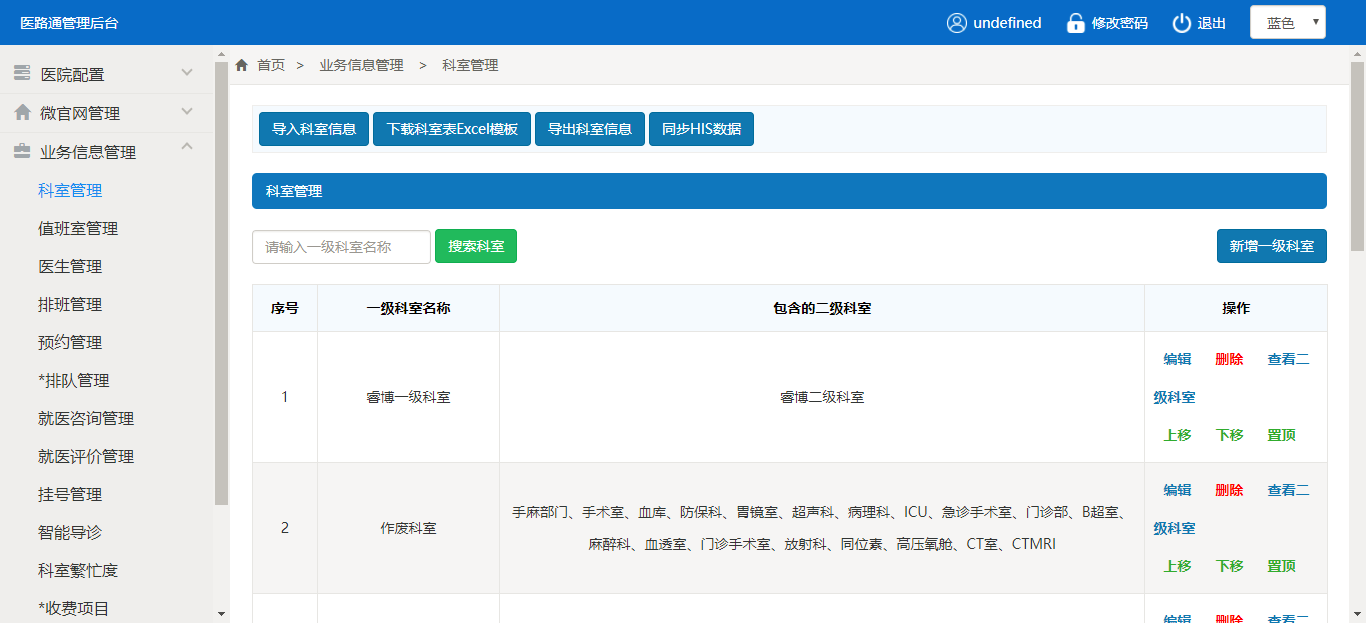 医路通管理后台
undefined 修改密码 退出 蓝色
医院配置
微官网管理
业务信息管理
科室管理
值班室管理
医生管理
排班管理
预约管理
*排队管理
就医咨询管理
就医评价管理
挂号管理
智能导诊
科室繁忙度
*收费项目
首页 > 业务信息管理 > 科室管理
导入科室信息 下载科室表Excel模板 导出科室信息 同步HIS数据
科室管理
请输入一级科室名称 搜索科室 新增一级科室
序号 一级科室名称 包含的二级科室 操作
1 睿博一级科室 睿博二级科室
编辑 删除 查看二
级科室
上移 下移 置顶
2 作废科室
手麻部门、手术室、血库、防保科、胃镜室、超声科、病理科、ICU、急诊手术室、门诊部、B超室、
麻醉科、血透室、门诊手术室、放射科、同位素、高压氧舱、CT室、CTMRI
编辑 删除 查看二
级科室
上移 下移 置顶
编辑 删除 查看二